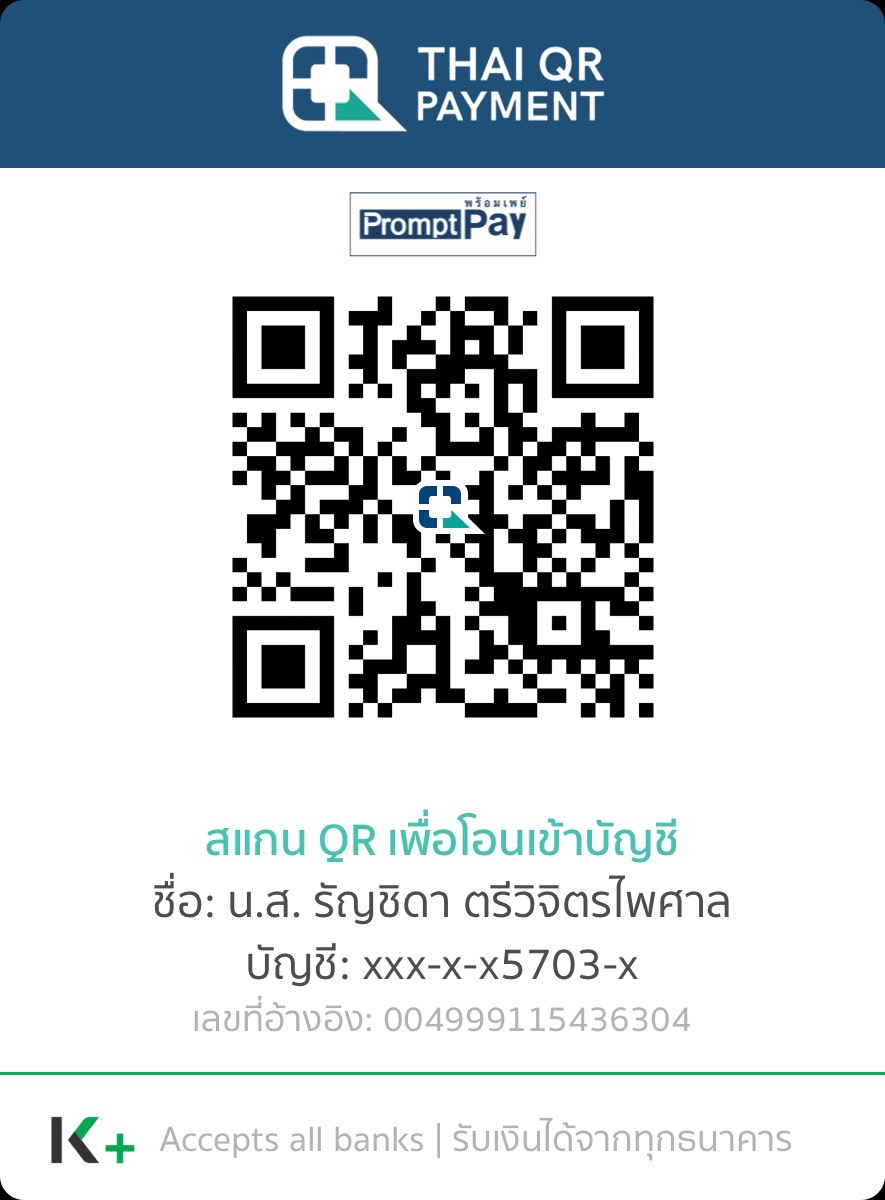 THAI QR
PAYMENT
พร้อมเพย์
PromptPay
สแกน QR เพื่อโอนเข้าบัญชี
ชื่อ: น.ส. รัญชิดา ตรีวิจิตรไพศาล
บัญชี: xxx-x-x5703-x
เลขที่อ้างอิง: 004999115436304
K+ Accepts all banks | รับเงินได้จากทุกธนาคาร